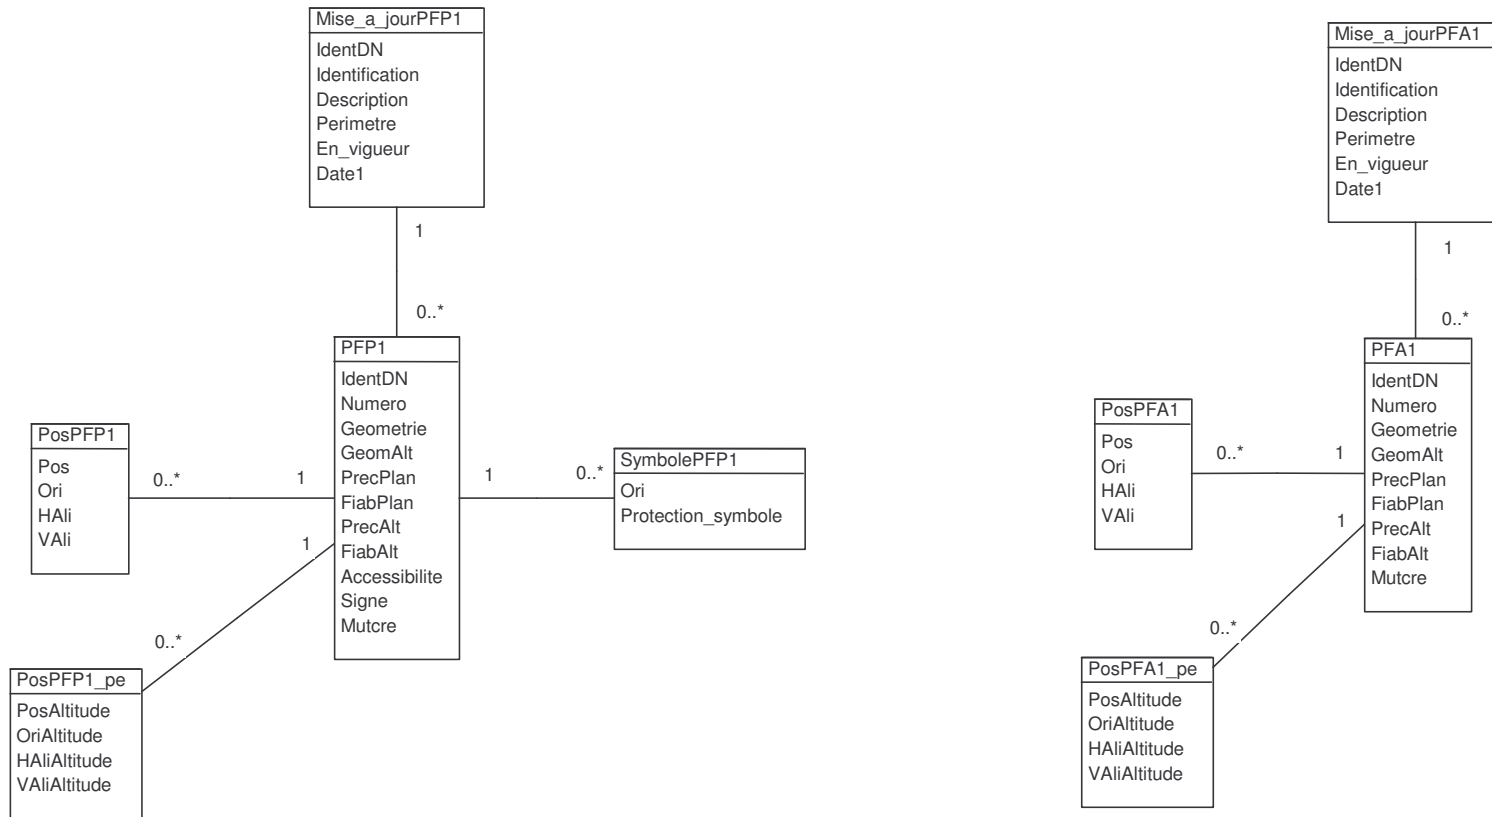 Mise_a_jourPFP1
IdentDN
Identification
Description
Perimetre
En_vigueur
Date1
1
0..*
PFP1
IdentDN
Numero
Geometrie
GeomAlt
PrecPlan
FiabPlan
PrecAlt
FiabAlt
Accessibilite
Signe
Mutcre
PosPFP1
Pos
Ori
HAli
VAli
0..*
1
1
0..*
SymbolePFP1
Ori
Protection_symbole
1
0..*
PosPFP1_pe
PosAltitude
OriAltitude
HAliAltitude
VAliAltitude
Mise_a_jourPFA1
IdentDN
Identification
Description
Perimetre
En_vigueur
Date1
1
0..*
PFA1
IdentDN
Numero
Geometrie
GeomAlt
PrecPlan
FiabPlan
PrecAlt
FiabAlt
Mutcre
PosPFA1
Pos
Ori
HAli
VAli
0..*
1
1
0..*
PosPFA1_pe
PosAltitude
OriAltitude
HAliAltitude
VAliAltitude